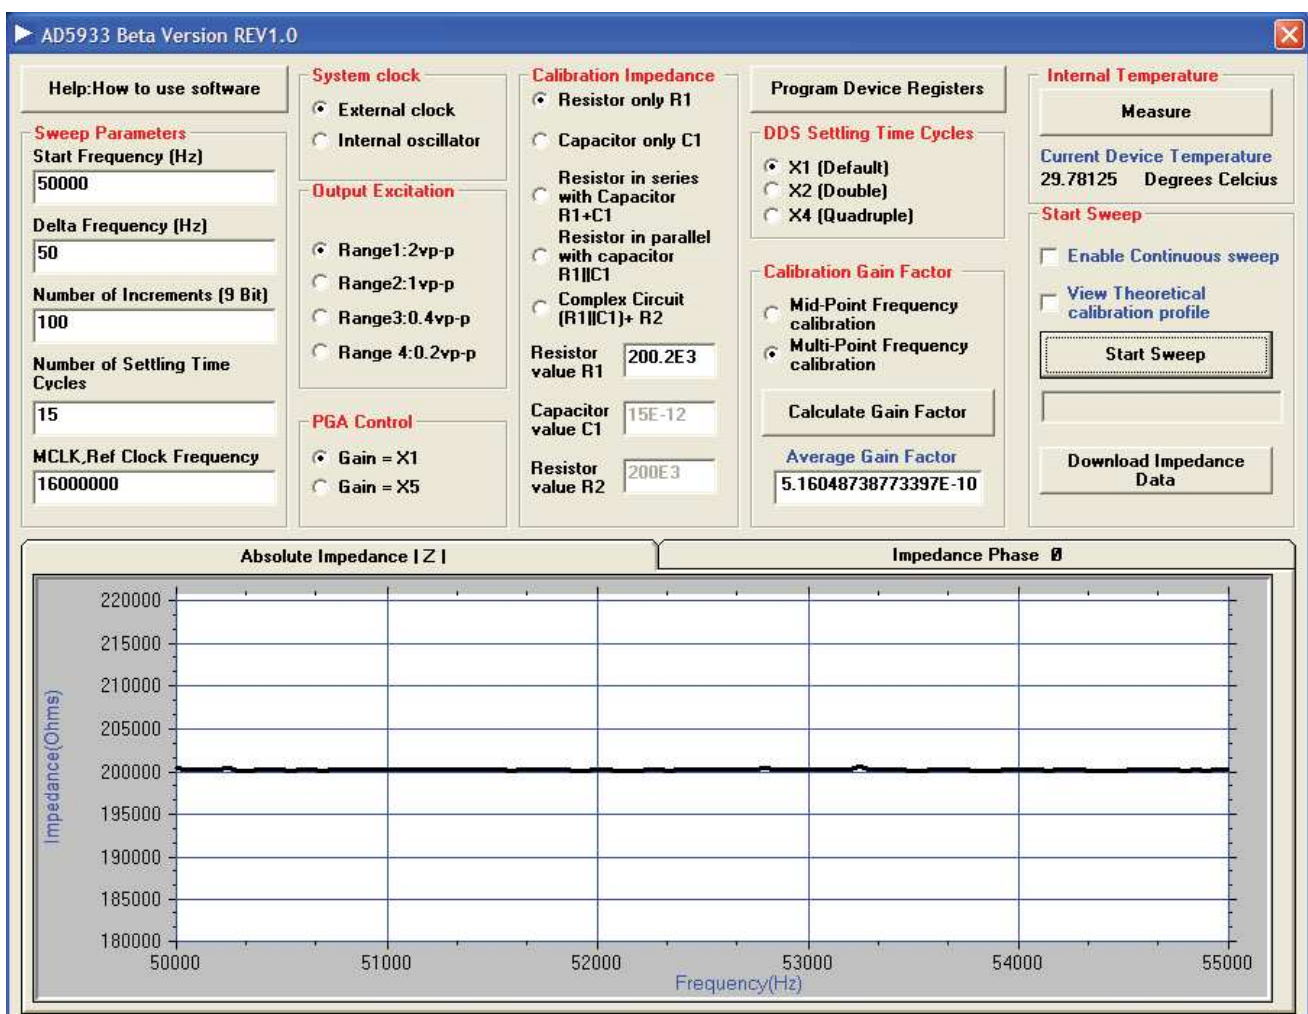 AD5933 Beta Version REV1.0
Help:How to use software
Sweep Parameters
Start Frequency (Hz)
50000
Delta Frequency (Hz)
50
Number of Increments (9 Bit)
100
Number of Settling Time
Cycles
15
MCLK,Ref Clock Frequency
16000000
System clock
External clock
Internal oscillator
Output Excitation
Range1:2vp-p
Range2:1vp-p
Range3:0.4vp-p
Range 4:0.2vp-p
PGA Control
Gain = X1
Gain = X5
Calibration Impedance
Resistor only R1
Capacitor only C1
Resistor in series
with Capacitor
R1+C1
Resistor in parallel
with capacitor
R1||C1
Complex Circuit
(R1||C1)+ R2
Resistor
value R1
200.2E3
Capacitor
value C1
15E-12
Resistor
value R2
200E3
Program Device Registers
DDS Settling Time Cycles
X1 (Default)
X2 (Double)
X4 (Quadruple)
Calibration Gain Factor
Mid-Point Frequency
calibration
Multi-Point Frequency
calibration
Calculate Gain Factor
Average Gain Factor
5.16048738773397E-10
Internal Temperature
Measure
Current Device Temperature
29.78125 Degrees Celcius
Start Sweep
Enable Continuous sweep
View Theoretical
calibration profile
Start Sweep
Download Impedance
Data
Absolute Impedance |Z|
Impedance Phase Ø
Impedance(Ohms)
220000
215000
210000
205000
200000
195000
190000
185000
180000
50000 51000 52000 53000 54000 55000
Frequency(Hz)